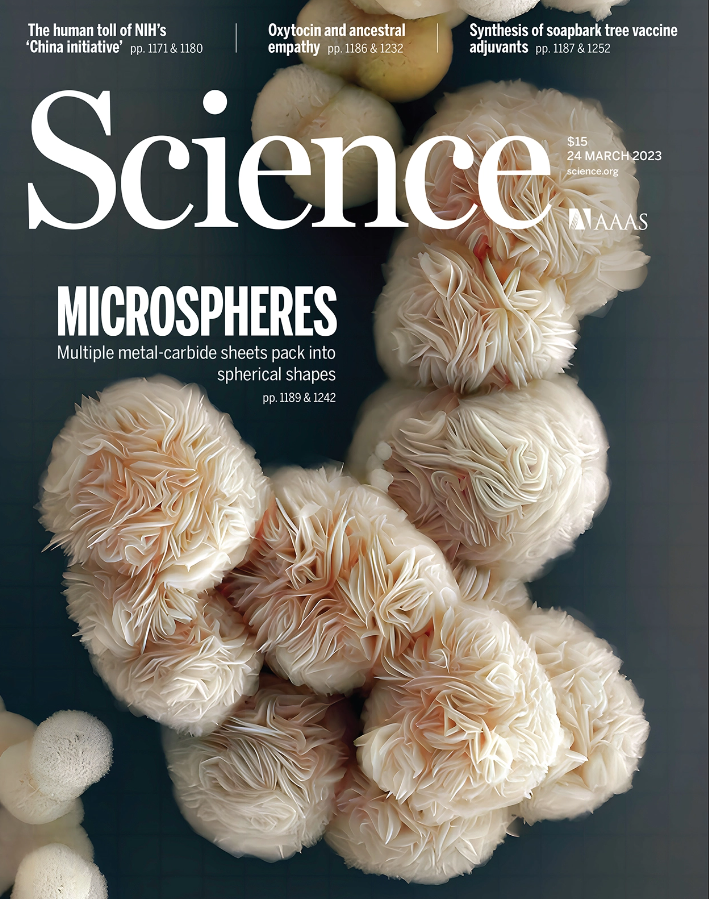 The human toll of NIH's
'China initiative' pp. 1171 & 1180
Oxytocin and ancestral
empathy pp. 1186 & 1232
Synthesis of soapbark tree vaccine
adjuvants pp. 1187 & 1252
Science
$15
24 MARCH 2023
science.org
AAAS
MICROSPHERES
Multiple metal-carbide sheets pack into
spherical shapes
pp. 1189 & 1242